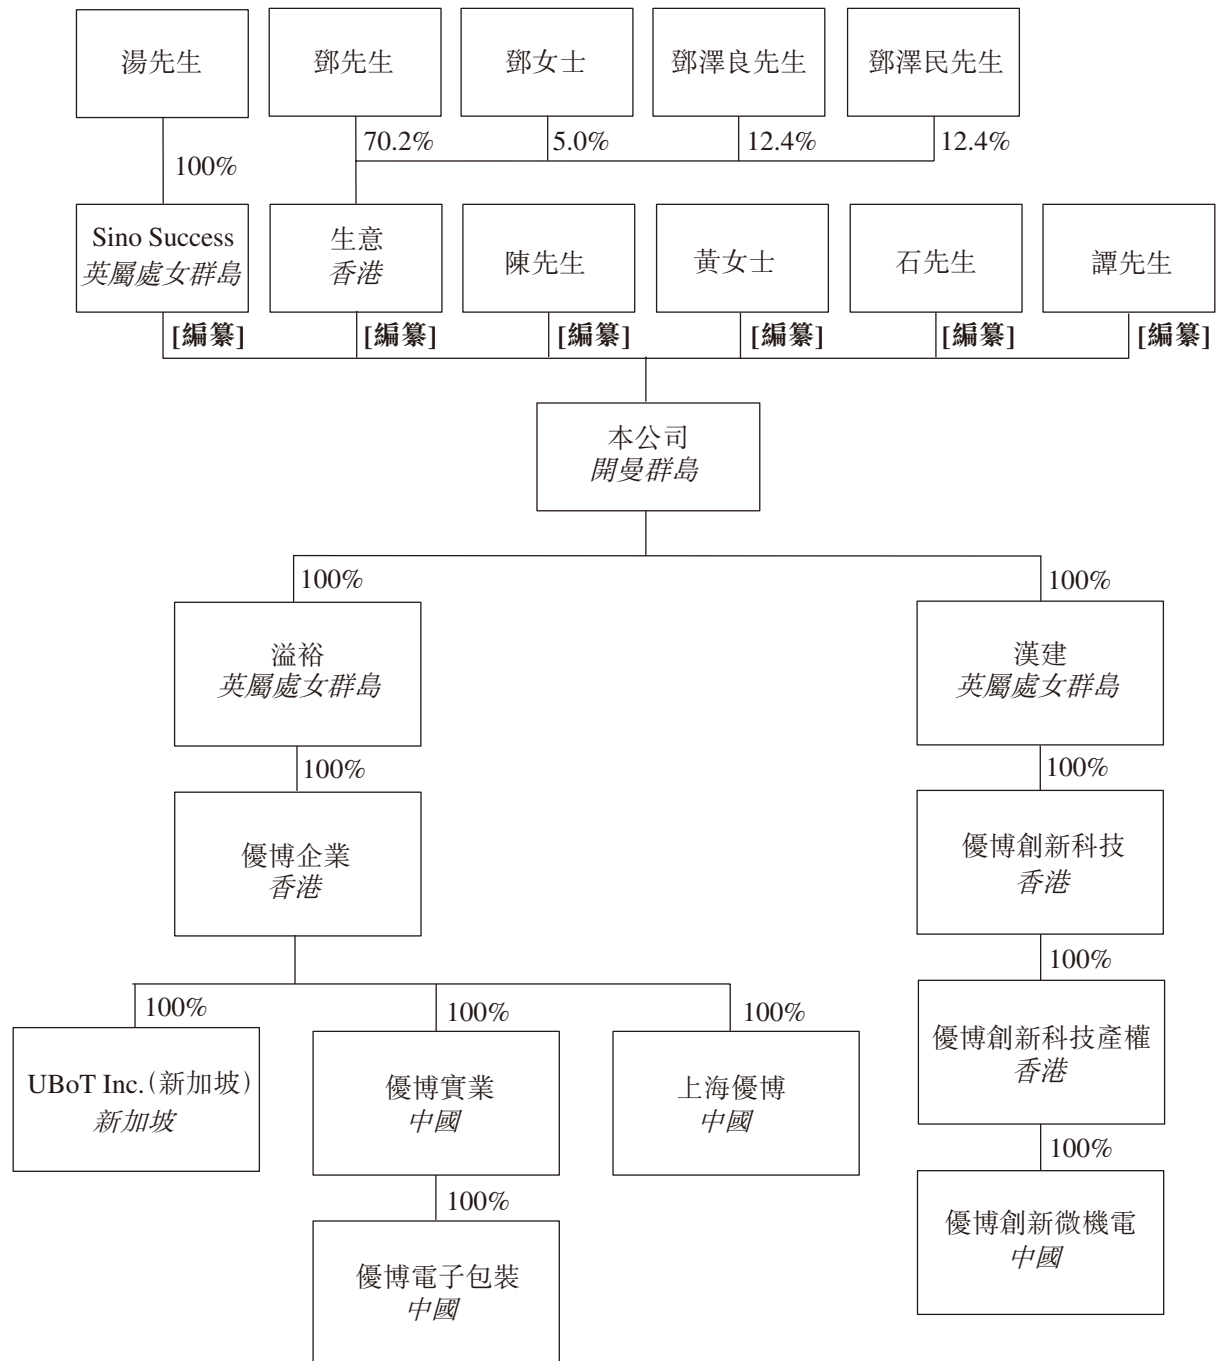 湯先生
鄧先生
鄧女士
鄧澤良先生
鄧澤民先生
70.2%
5.0%
12.4%
12.4%
100%
Sino Success
英屬處女群島
生意
香港
陳先生
黃女士
石先生
譚先生
[編纂]
[編纂]
[編纂]
[編纂]
[編纂]
[編纂]
本公司
開曼群島
100%
100%
溢裕
英屬處女群島
漢建
英屬處女群島
100%
100%
優博企業
香港
優博創新科技
香港
100%
100%
100%
100%
UBoT Inc.(新加坡)
新加坡
優博實業
中國
上海優博
中國
優博創新科技產權
香港
100%
100%
優博電子包裝
中國
優博創新微機電
中國